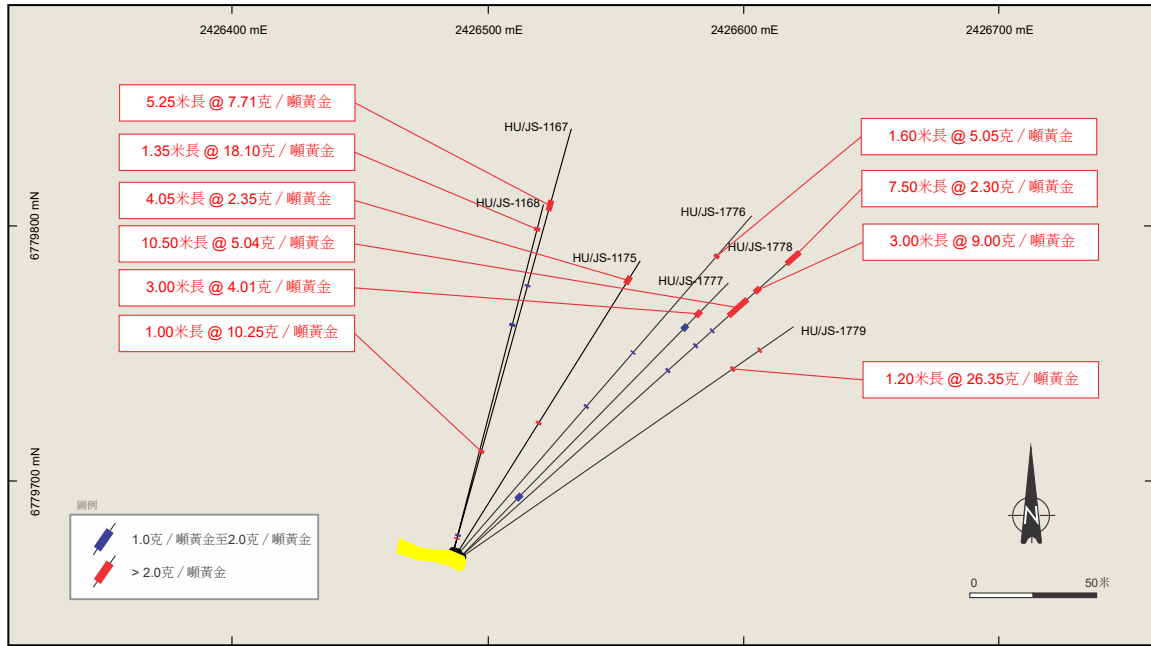 2426400 mE
2426500 mE
2426600 mE
2426700 mE
6779800 mN
6779700 mN
5.25米長 @ 7.71克 / 噸黃金
1.35米長 @ 18.10克 / 噸黃金
4.05米長 @ 2.35克 / 噸黃金
10.50米長 @ 5.04克 / 噸黃金
3.00米長 @ 4.01克 / 噸黃金
1.00米長 @ 10.25克 / 噸黃金
HU/JS-1167
HU/JS-1168
HU/JS-1175
HU/JS-1776
HU/JS-1778
HU/JS-1777
HU/JS-1779
1.60米長 @ 5.05克 / 噸黃金
7.50米長 @ 2.30克 / 噸黃金
3.00米長 @ 9.00克 / 噸黃金
1.20米長 @ 26.35克 / 噸黃金
圖例
1.0克 / 噸黃金至2.0克 / 噸黃金
> 2.0克 / 噸黃金
N
0
50米